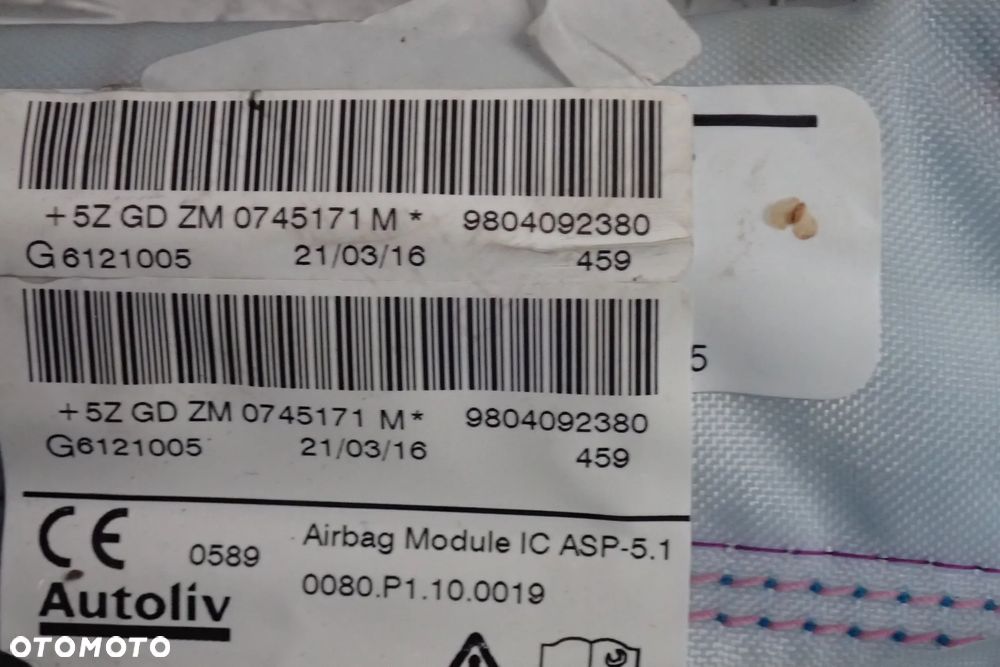 +5Z GD ZM 0745171 M * 9804092380
G6121005 21/03/16 459
5
+5Z GD ZM 0745171 M* 9804092380
G6121005 21/03/16 459
CE 0589 Airbag Module IC ASP-5.1
0080.P1.10.0019
Autoliv
OTOMOTO